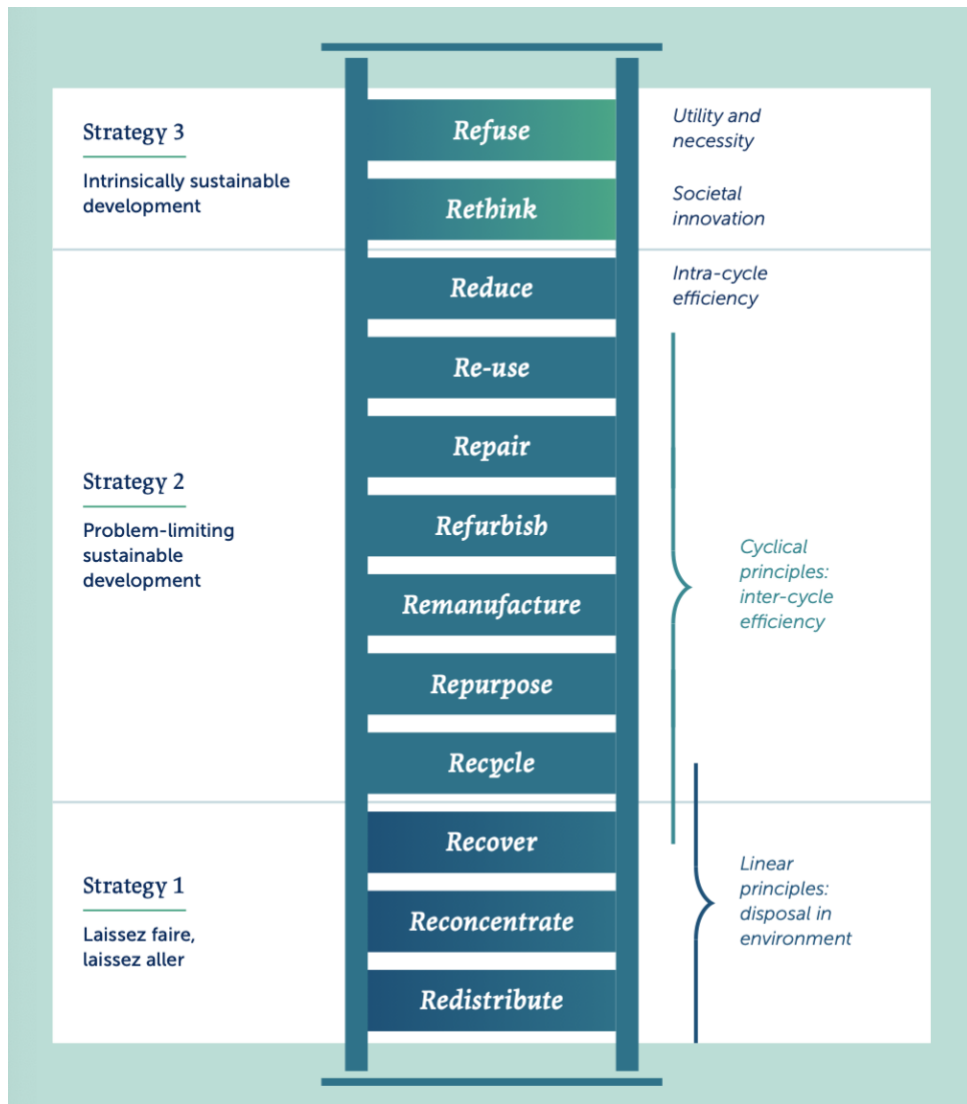 Strategy 3
Intrinsically sustainable
development
Refuse
Utility and
necessity
Rethink
Societal
innovation
Strategy 2
Problem-limiting
sustainable
development
Reduce
Intra-cycle
efficiency
Re-use
Repair
Refurbish
Remanufacture
Repurpose
Recycle
Cyclical
principles:
inter-cycle
efficiency
Strategy 1
Laissez faire,
laissez aller
Recover
Reconcentrate
Redistribute
Linear
principles:
disposal in
environment